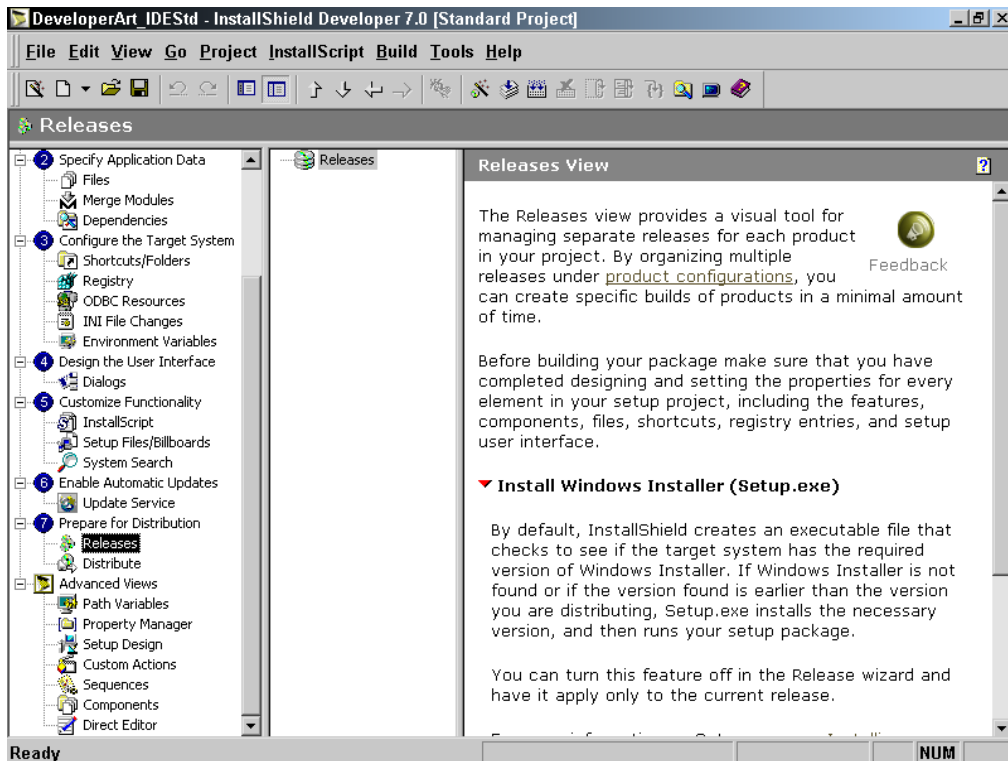 DeveloperArt_IDEStd - InstallShield Developer 7.0 [Standard Project]
File Edit View Go Project InstallScript Build Tools Help
Releases
2 Specify Application Data
Files
Merge Modules
Dependencies
3 Configure the Target System
Shortcuts/Folders
Registry
ODBC Resources
INI File Changes
Environment Variables
4 Design the User Interface
Dialogs
5 Customize Functionality
InstallScript
Setup Files/Billboards
System Search
6 Enable Automatic Updates
Update Service
7 Prepare for Distribution
Releases
Distribute
Advanced Views
Path Variables
Property Manager
Setup Design
Custom Actions
Sequences
Components
Direct Editor
Releases
Releases View
?
The Releases view provides a visual tool for
managing separate releases for each product
in your project. By organizing multiple
releases under product configurations, you
can create specific builds of products in a minimal amount
of time.
Feedback
Before building your package make sure that you have
completed designing and setting the properties for every
element in your setup project, including the features,
components, files, shortcuts, registry entries, and setup
user interface.
Install Windows Installer (Setup.exe)
By default, InstallShield creates an executable file that
checks to see if the target system has the required
version of Windows Installer. If Windows Installer is not
found or if the version found is earlier than the version
you are distributing, Setup.exe installs the necessary
version, and then runs your setup package.
You can turn this feature off in the Release wizard and
have it apply only to the current release.
Ready
NUM